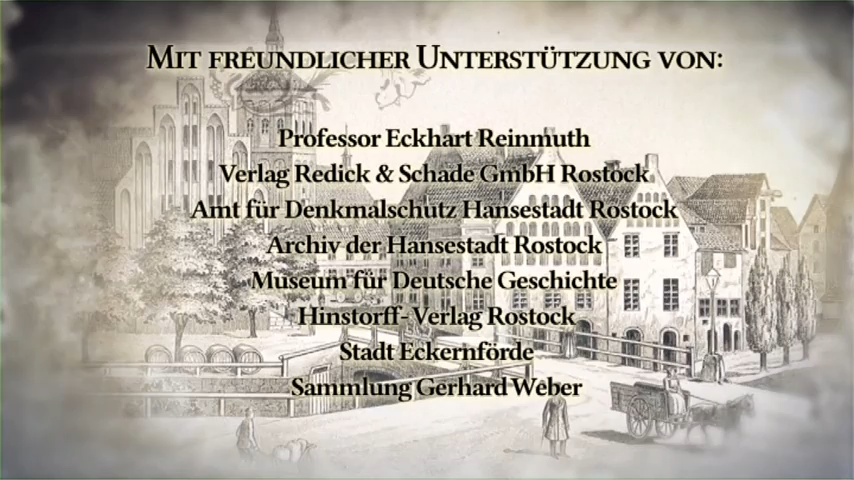 MIT FREUNDLICHER UNTERSTÜTZUNG VON:
Professor Eckhart Reinmuth
Verlag Redick & Schade GmbH Rostock
Amt für Denkmalschutz Hansestadt Rostock
Archiv der Hansestadt Rostock
Museum für Deutsche Geschichte
Hinstorff-Verlag Rostock
Stadt Eckernförde
Sammlung Gerhard Weber